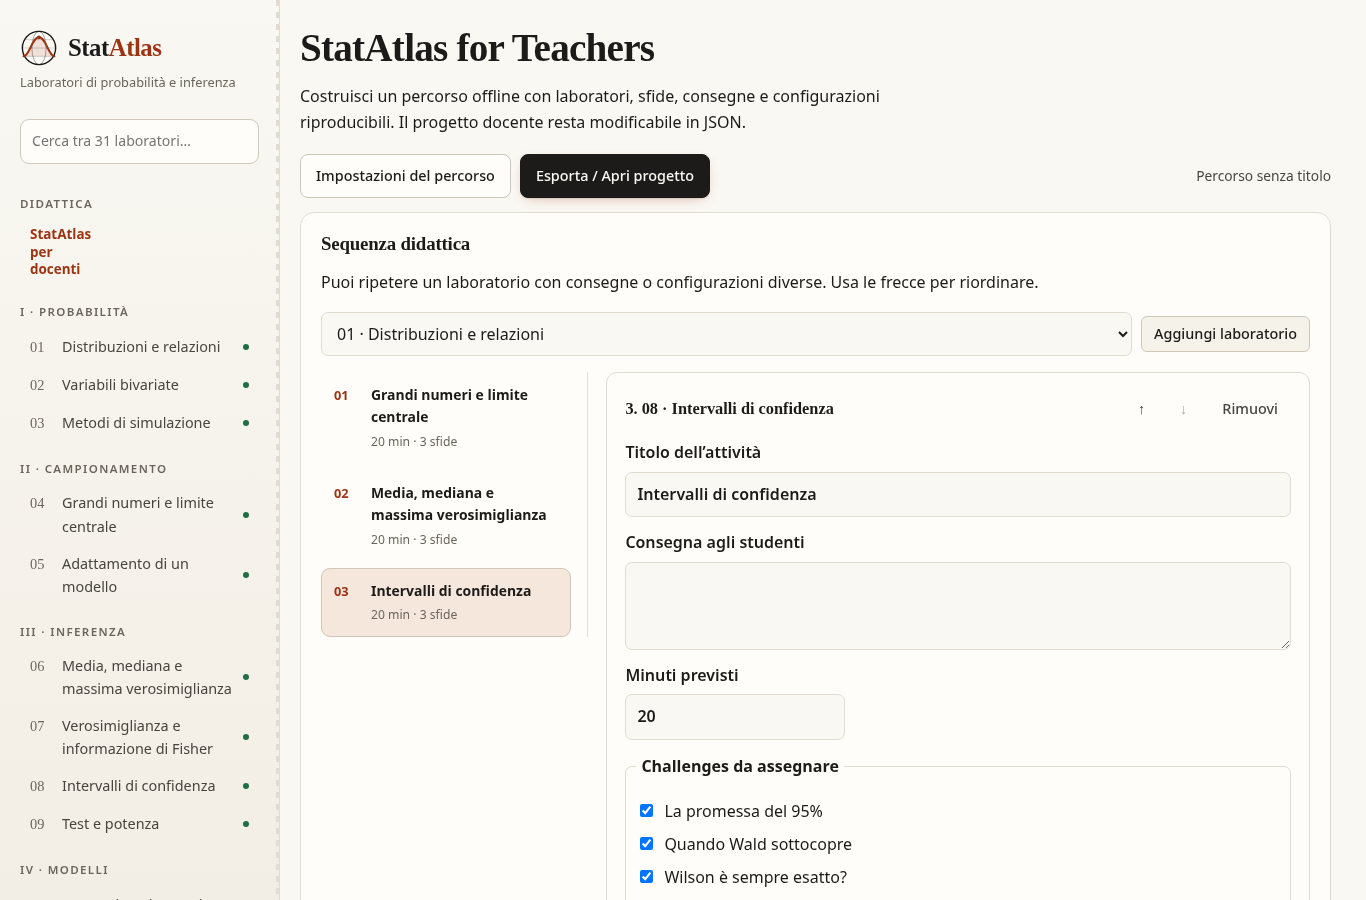 StatAtlas
Laboratori di probabilità e inferenza
Cerca tra 31 laboratori...
DIDATTICA
StatAtlas
per
docenti
I · PROBABILITÀ
01 Distribuzioni e relazioni
02 Variabili bivariate
03 Metodi di simulazione
II · CAMPIONAMENTO
04 Grandi numeri e limite
centrale
05 Adattamento di un
modello
III · INFERENZA
06 Media, mediana e
massima verosimiglianza
07 Verosimiglianza e
informazione di Fisher
08 Intervalli di confidenza
09 Test e potenza
IV · MODELLI
StatAtlas for Teachers
Costruisci un percorso offline con laboratori, sfide, consegne e configurazioni
riproducibili. Il progetto docente resta modificabile in JSON.
Impostazioni del percorso
Esporta / Apri progetto
Percorso senza titolo
Sequenza didattica
Puoi ripetere un laboratorio con consegne o configurazioni diverse. Usa le frecce per riordinare.
01 · Distribuzioni e relazioni
Aggiungi laboratorio
01 Grandi numeri e limite
centrale
20 min · 3 sfide
02 Media, mediana e
massima verosimiglianza
20 min · 3 sfide
03 Intervalli di confidenza
20 min · 3 sfide
3. 08 · Intervalli di confidenza
↑ ↓ Rimuovi
Titolo dell’attività
Intervalli di confidenza
Consegna agli studenti
Minuti previsti
20
Challenges da assegnare
La promessa del 95%
Quando Wald sottocopre
Wilson è sempre esatto?